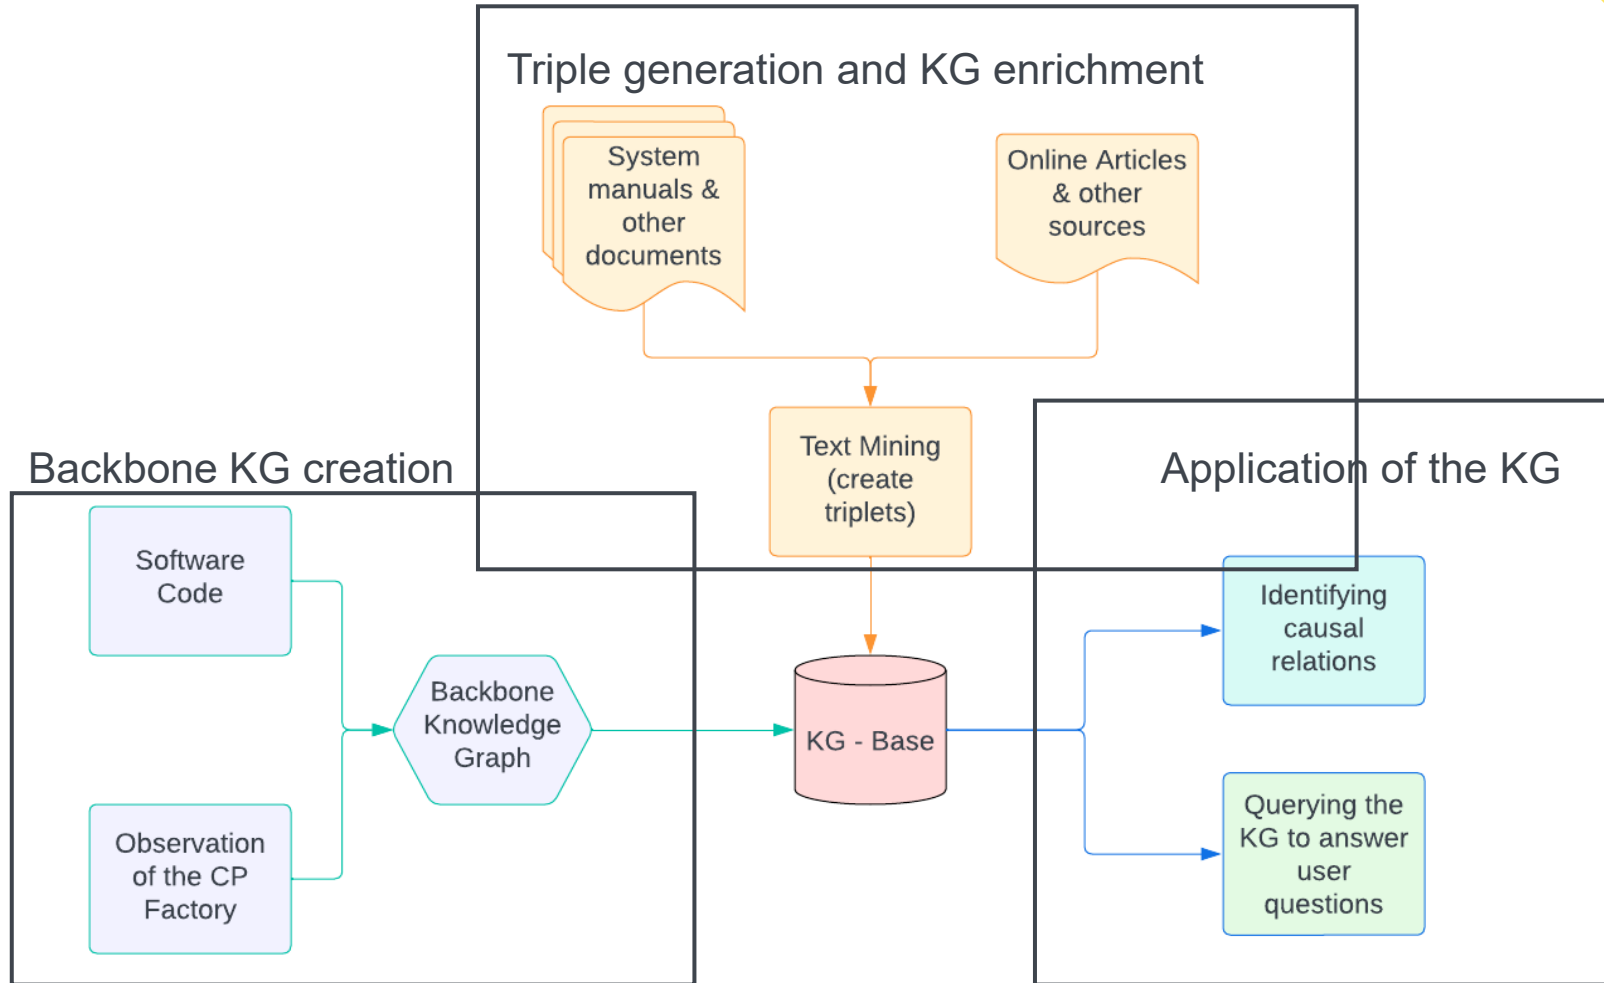 Triple generation and KG enrichment
System
manuals &
other
documents
Online Articles
& other
sources
Text Mining
(create
triplets)
Backbone KG creation
Application of the KG
Software
Code
Backbone
Knowledge
Graph
Observation
of the CP
Factory
KG - Base
Identifying
causal
relations
Querying the
KG to answer
user
questions